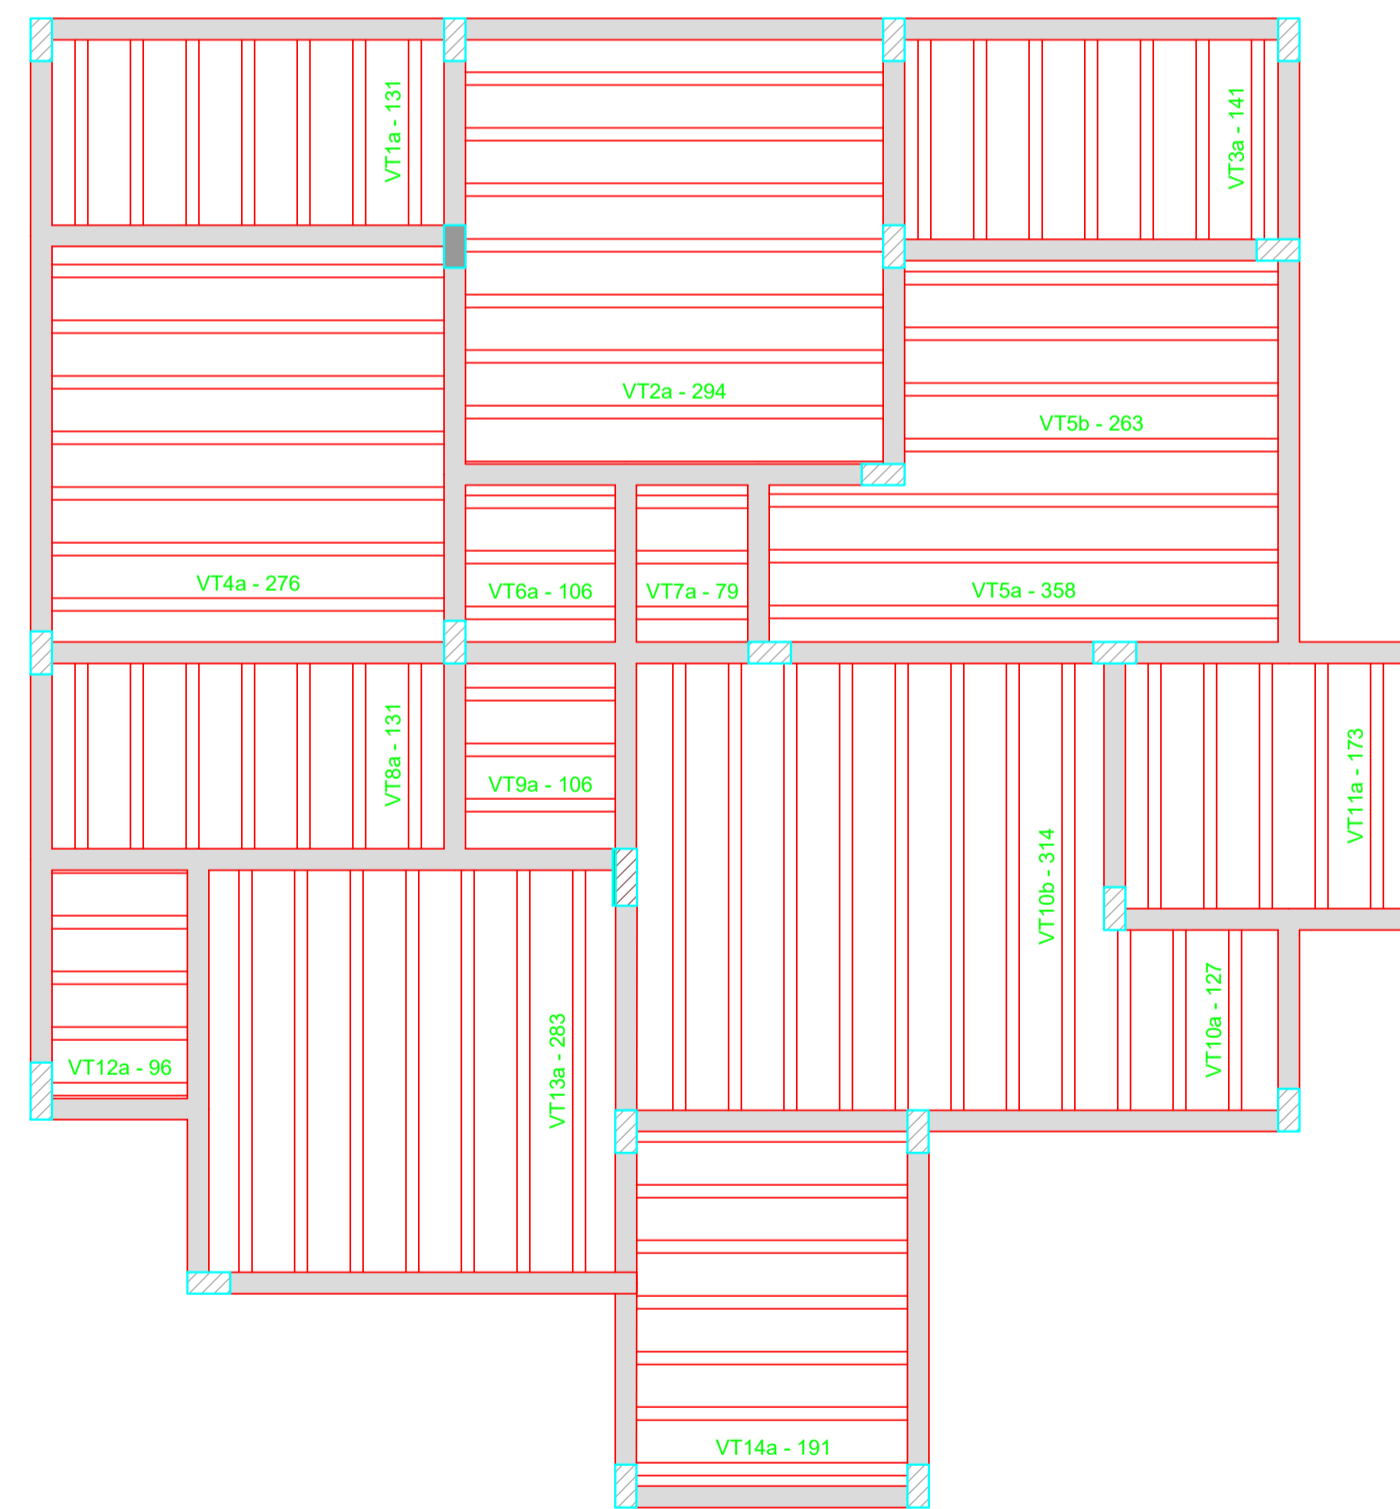 VT1a - 131
VT3a - 141
VT2a - 294
VT5b - 263
VT4a - 276
VT6a - 106
VT7a - 79
VT5a - 358
VT8a - 131
VT9a - 106
VT10b - 314
VT11a - 173
VT12a - 96
VT13a - 283
VT10a - 127
VT14a - 191